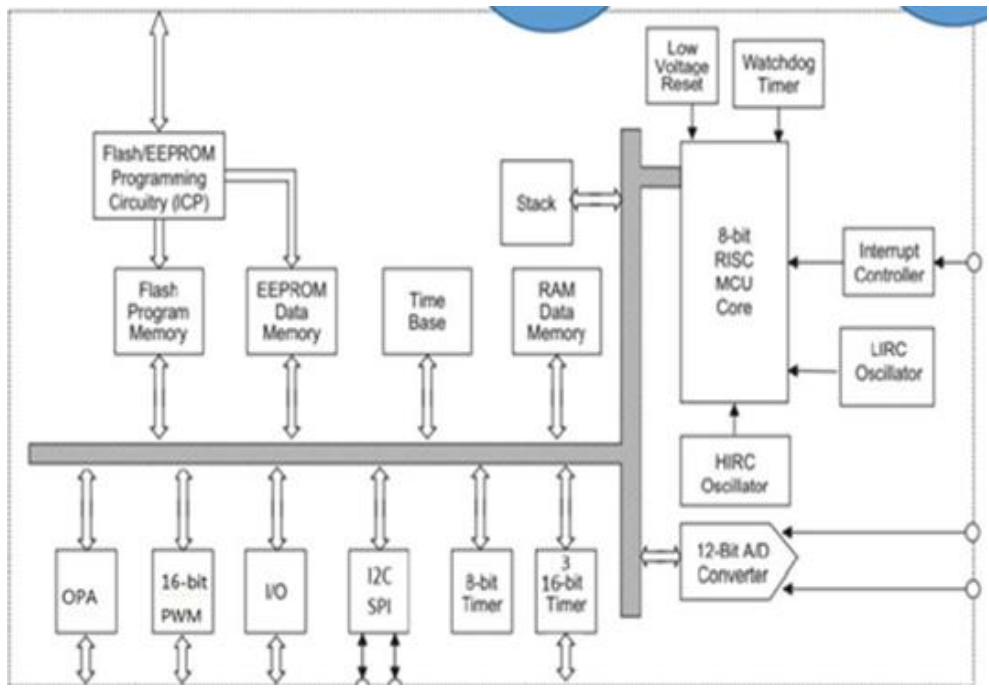 Low
Voltage
Reset
Watchdog
Timer
Flash/EEPROM
Programming
Circuitry (ICP)
Stack
8-bit
RISC
MCU
Core
Interrupt
Controller
Flash
Program
Memory
EEPROM
Data
Memory
Time
Base
RAM
Data
Memory
LIRC
Oscillator
HIRC
Oscillator
12-Bit A/D
Converter
OPA
16-bit
PWM
I/O
I2C
SPI
8-bit
Timer
3
16-bit
Timer